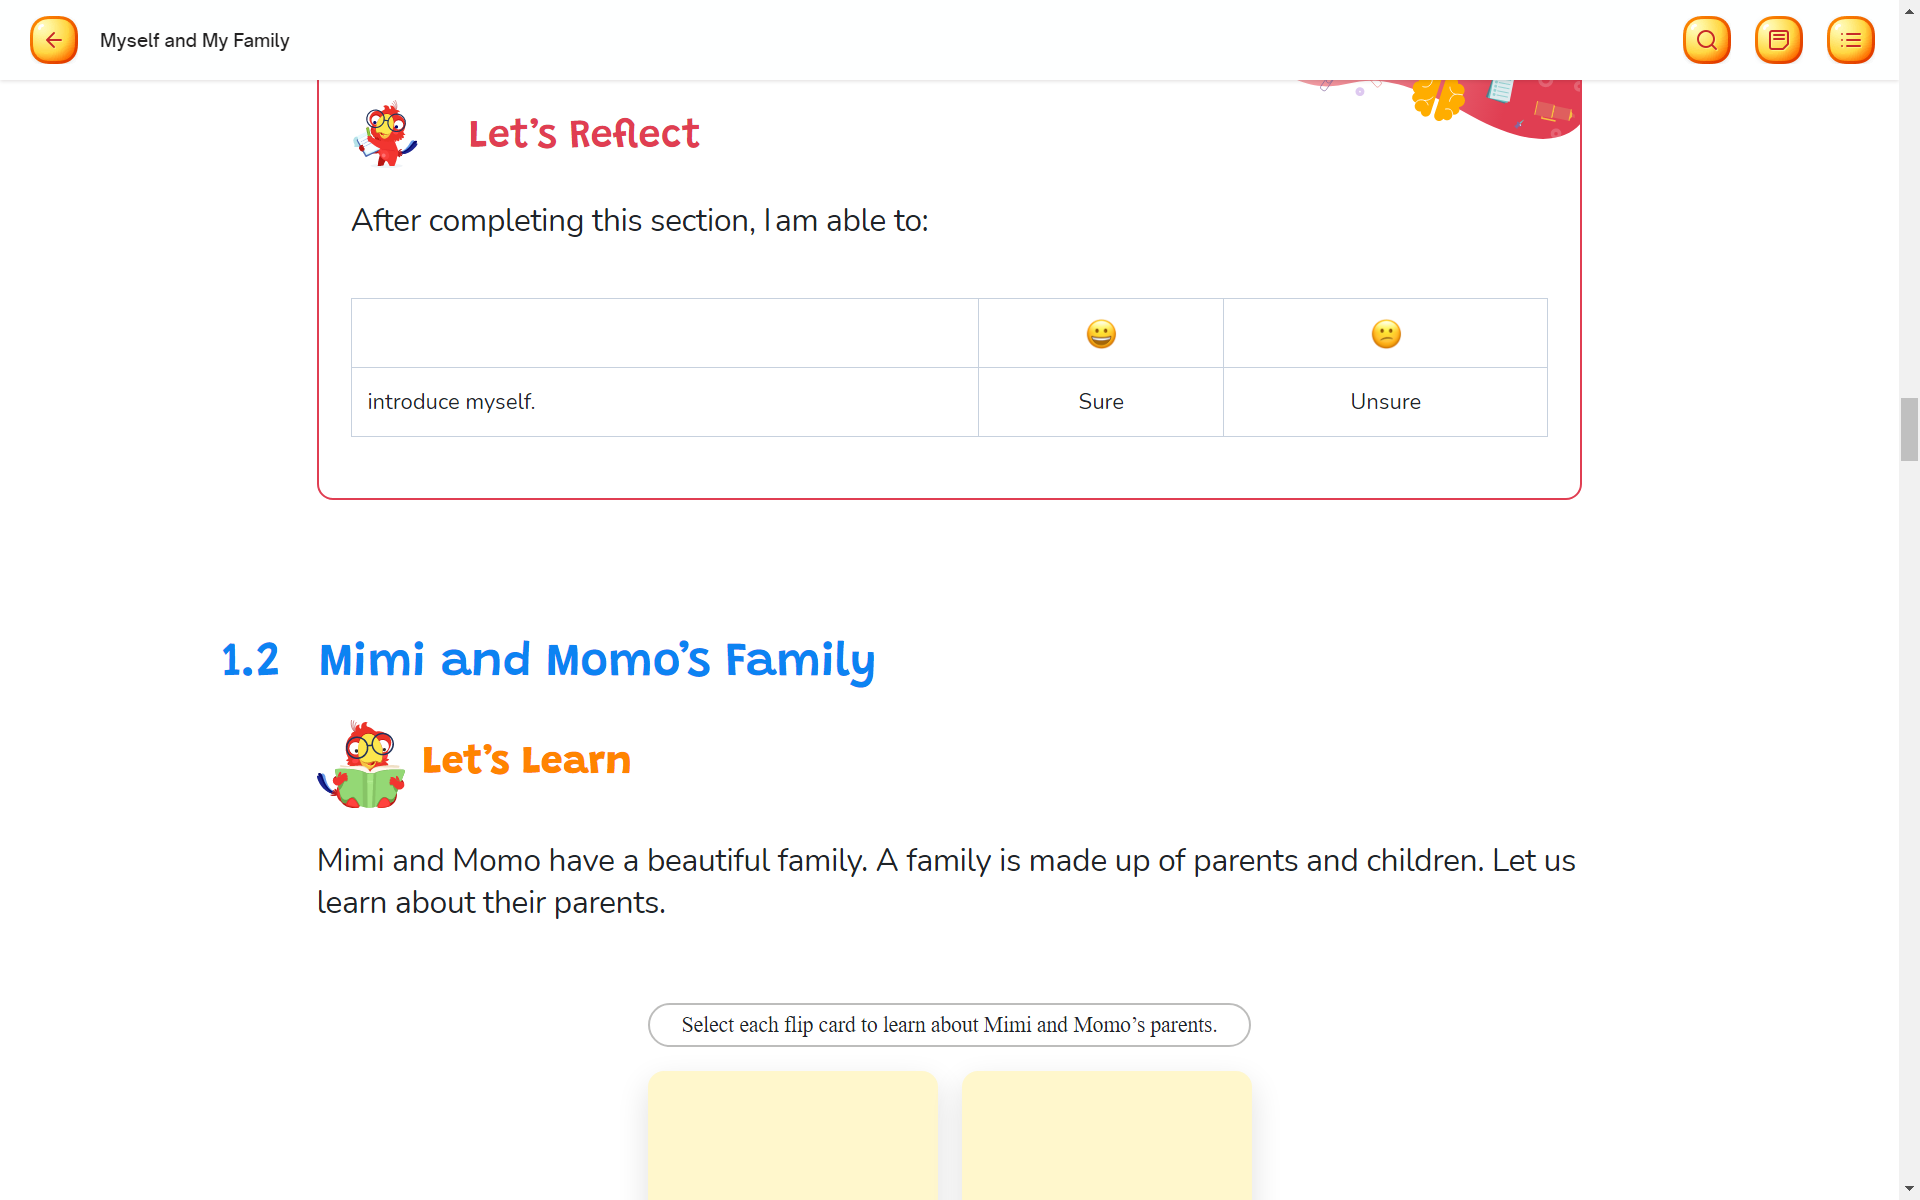 Myself and My Family
Let’s Reflect
After completing this section, I am able to:
😀 😕
introduce myself. Sure Unsure
1.2 Mimi and Momo’s Family
Let’s Learn
Mimi and Momo have a beautiful family. A family is made up of parents and children. Let us
learn about their parents.
Select each flip card to learn about Mimi and Momo’s parents.